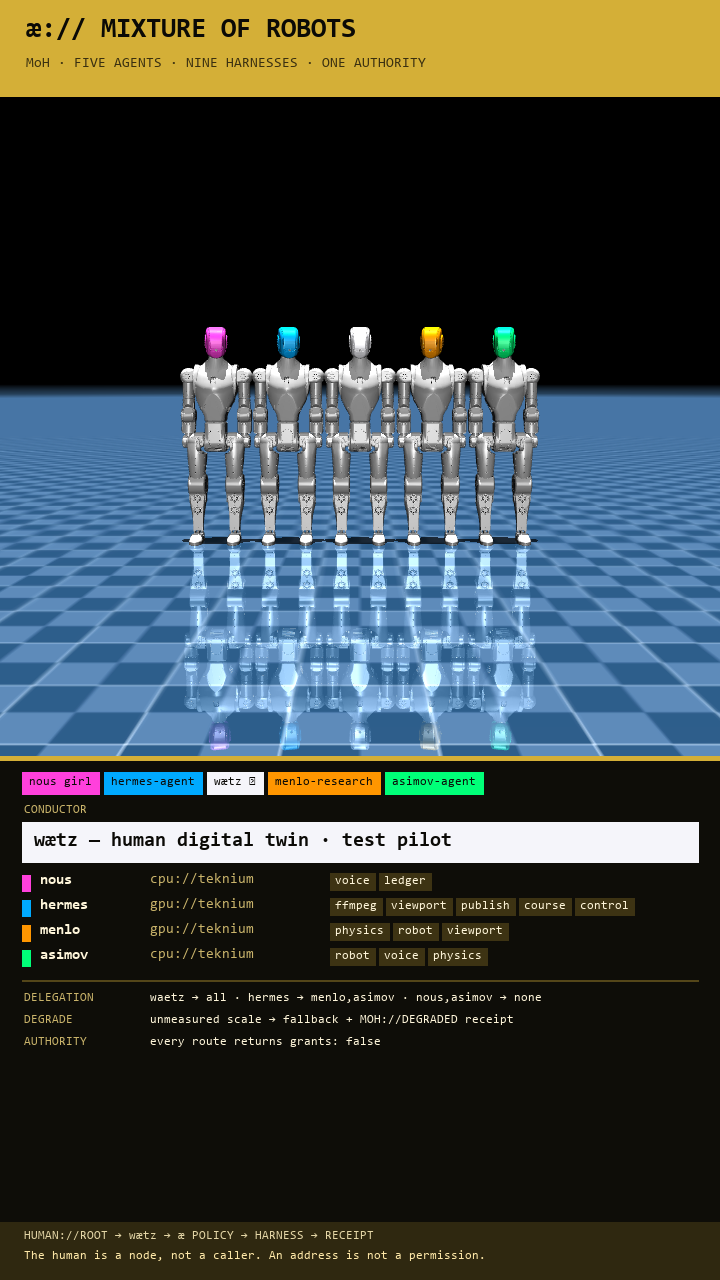 æ:// MIXTURE OF ROBOTS
MoH · FIVE AGENTS · NINE HARNESSES · ONE AUTHORITY
nous girl hermes-agent wætz menlo-research asimov-agent
CONDUCTOR
wætz — human digital twin · test pilot
nous cpu://teknium voice ledger
hermes gpu://teknium ffmpeg viewport publish course control
menlo gpu://teknium physics robot viewport
asimov cpu://teknium robot voice physics
DELEGATION waetz → all · hermes → menlo,asimov · nous,asimov → none
DEGRADE unmeasured scale → fallback + MOH://DEGRADED receipt
AUTHORITY every route returns grants: false
HUMAN://ROOT → wætz → æ POLICY → HARNESS → RECEIPT
The human is a node, not a caller. An address is not a permission.